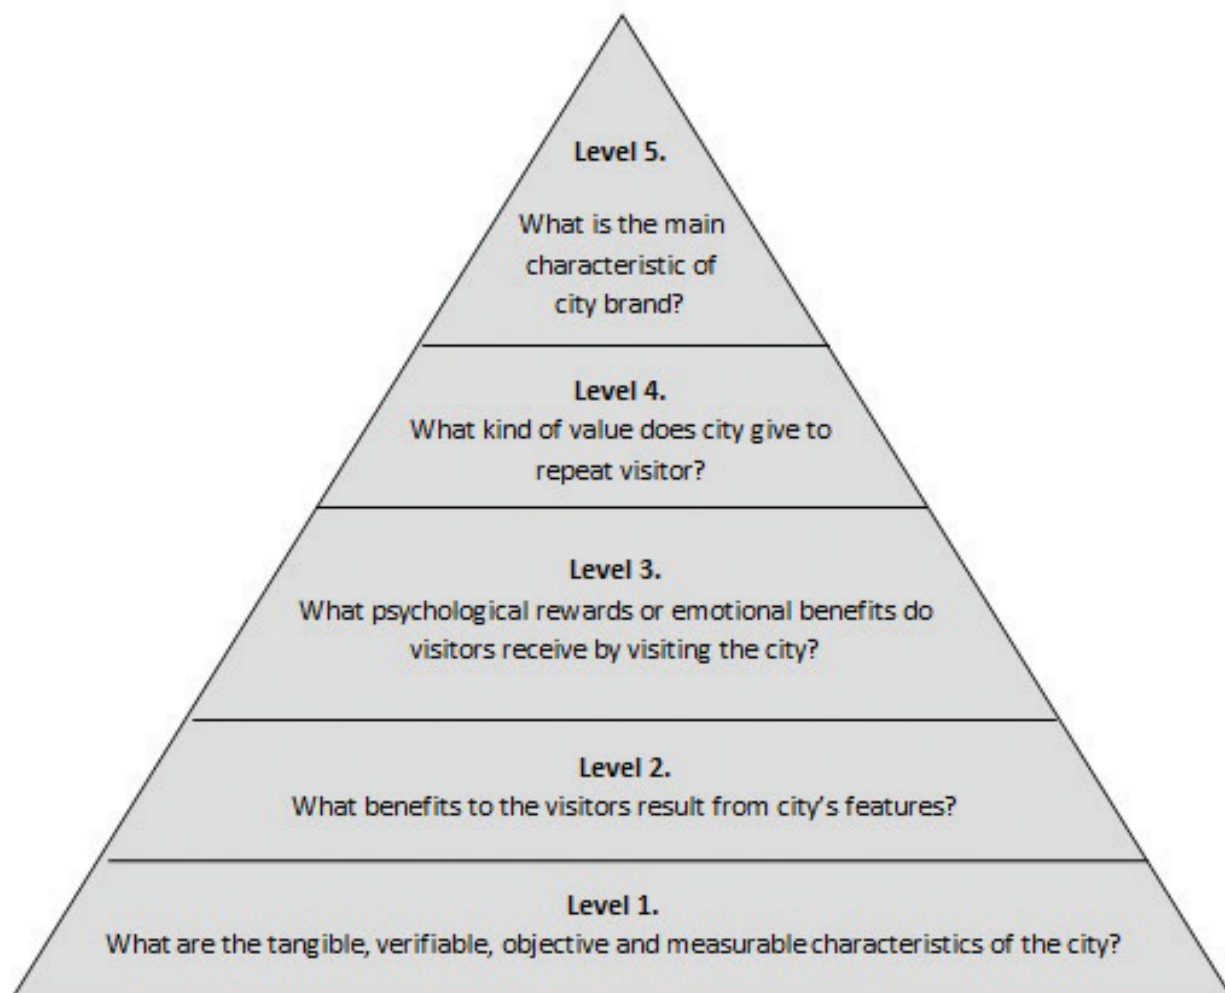 Level 5.
What is the main
characteristic of
city brand?
Level 4.
What kind of value does city give to
repeat visitor?
Level 3.
What psychological rewards or emotional benefits do
visitors receive by visiting the city?
Level 2.
What benefits to the visitors result from city's features?
Level 1.
What are the tangible, verifiable, objective and measurable characteristics of the city?